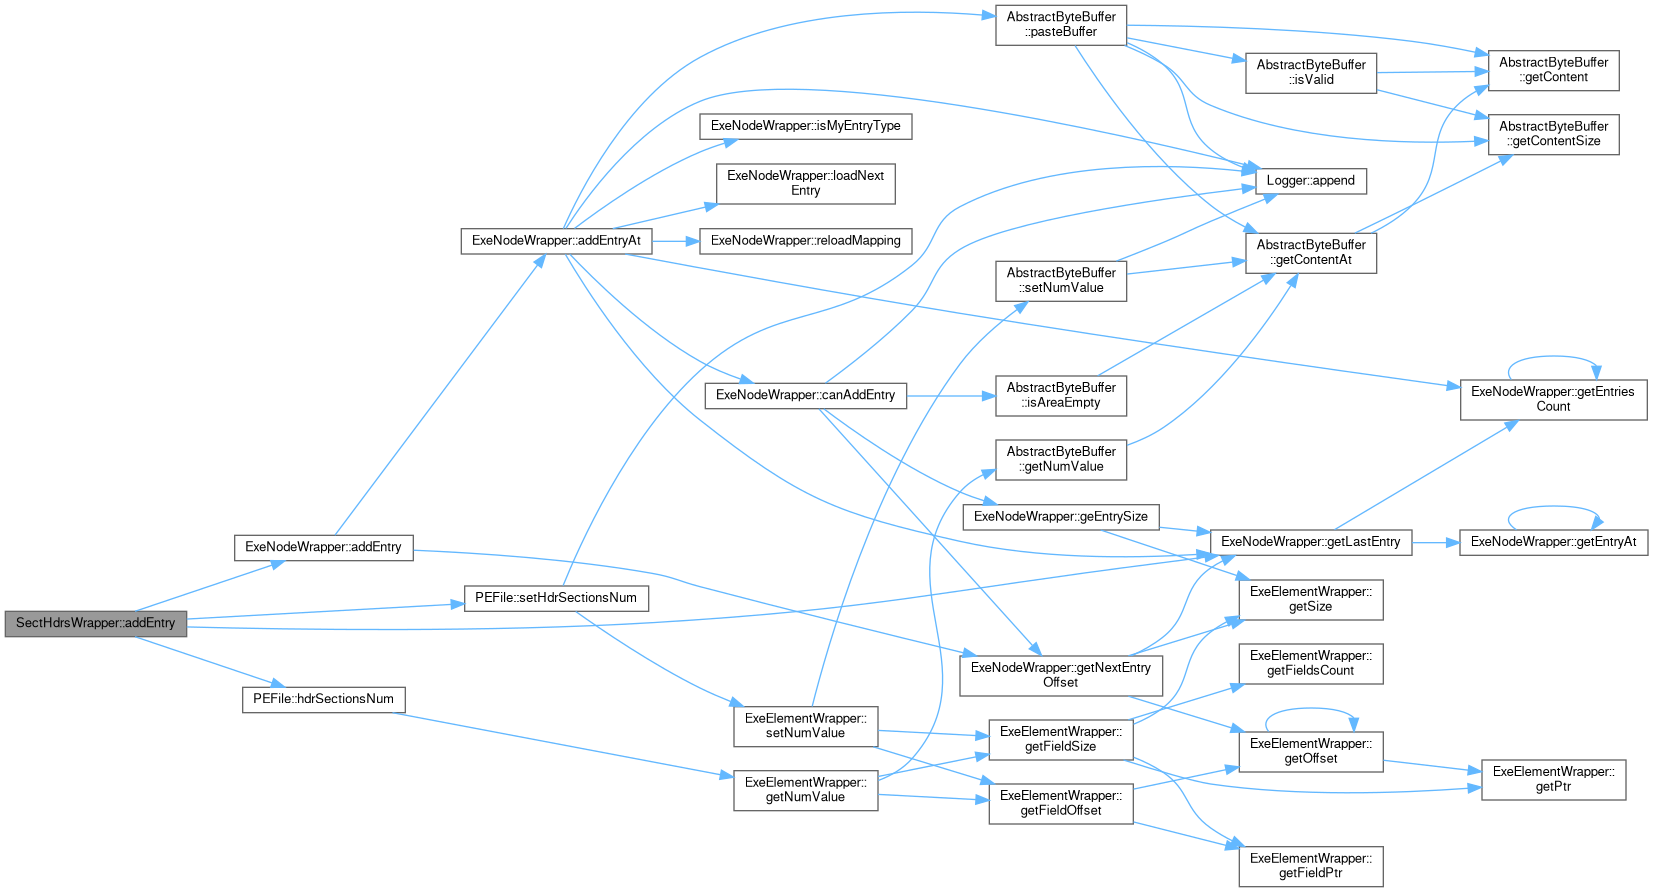 AbstractByteBuffer
::pasteBuffer
AbstractByteBuffer
::isValid
AbstractByteBuffer
::getContent
ExeNodeWrapper::isMyEntryType
AbstractByteBuffer
::getContentSize
ExeNodeWrapper::loadNext
Entry
Logger::append
ExeNodeWrapper::addEntryAt
ExeNodeWrapper::reloadMapping
AbstractByteBuffer
::getContentAt
AbstractByteBuffer
::setNumValue
ExeNodeWrapper::canAddEntry
AbstractByteBuffer
::isAreaEmpty
ExeNodeWrapper::getEntries
Count
AbstractByteBuffer
::getNumValue
ExeNodeWrapper::geEntrySize
ExeNodeWrapper::addEntry
ExeNodeWrapper::getLastEntry
ExeNodeWrapper::getEntryAt
PEFile::setHdrSectionsNum
ExeElementWrapper::
getSize
SectHdrsWrapper::addEntry
ExeNodeWrapper::getNextEntry
Offset
ExeElementWrapper::
getFieldsCount
PEFile::hdrSectionsNum
ExeElementWrapper::
setNumValue
ExeElementWrapper::
getFieldSize
ExeElementWrapper::
getOffset
ExeElementWrapper::
getPtr
ExeElementWrapper::
getNumValue
ExeElementWrapper::
getFieldOffset
ExeElementWrapper::
getFieldPtr